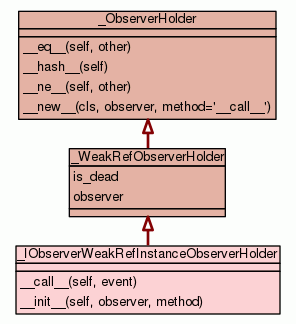 _ObserverHolder
__eq__(self, other)
__hash__(self)
__ne__(self, other)
__new__(cls, observer, method='__call__')
_WeakRefObserverHolder
is_dead
observer
_IObserverWeakRefInstanceObserverHolder
__call__(self, event)
__init__(self, observer, method)